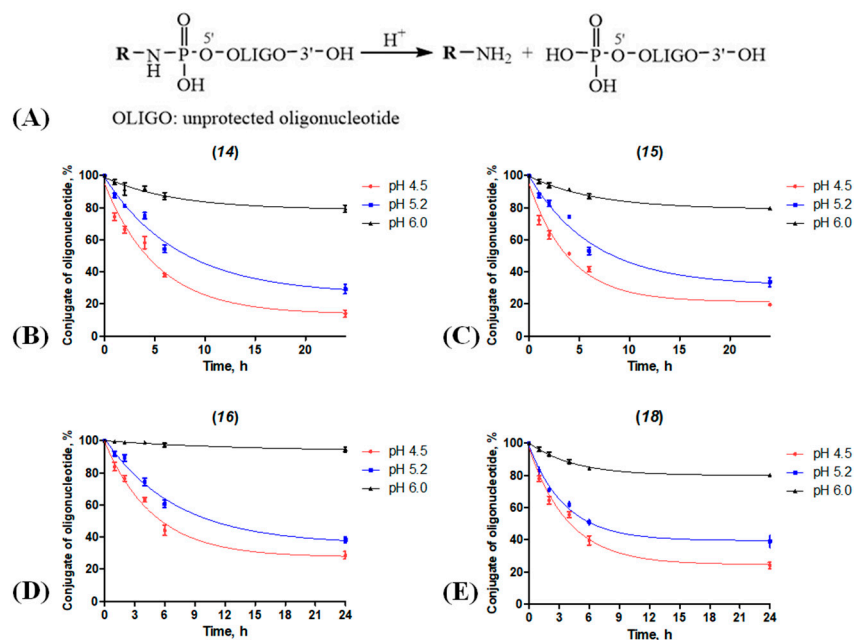 O
R–N–P–O–OLIGO–3'–OH
5'
H
OH
H+
R–NH2 + HO–P–O–OLIGO–3'–OH
O
5'
OH
(A)
OLIGO: unprotected oligonucleotide
(14)
Conjugate of oligonucleotide, %
100
80
60
40
20
0
0 5 10 15 20
Time, h
pH 4.5
pH 5.2
pH 6.0
(B)
(15)
Conjugate of oligonucleotide, %
100
80
60
40
20
0
0 5 10 15 20
Time, h
pH 4.5
pH 5.2
pH 6.0
(C)
(16)
Conjugate of oligonucleotide, %
100
80
60
40
20
0
0 3 6 9 12 15 18 21 24
Time, h
pH 4.5
pH 5.2
pH 6.0
(D)
(18)
Conjugate of oligonucleotide, %
100
80
60
40
20
0
0 3 6 9 12 15 18 21 24
Time, h
pH 4.5
pH 5.2
pH 6.0
(E)